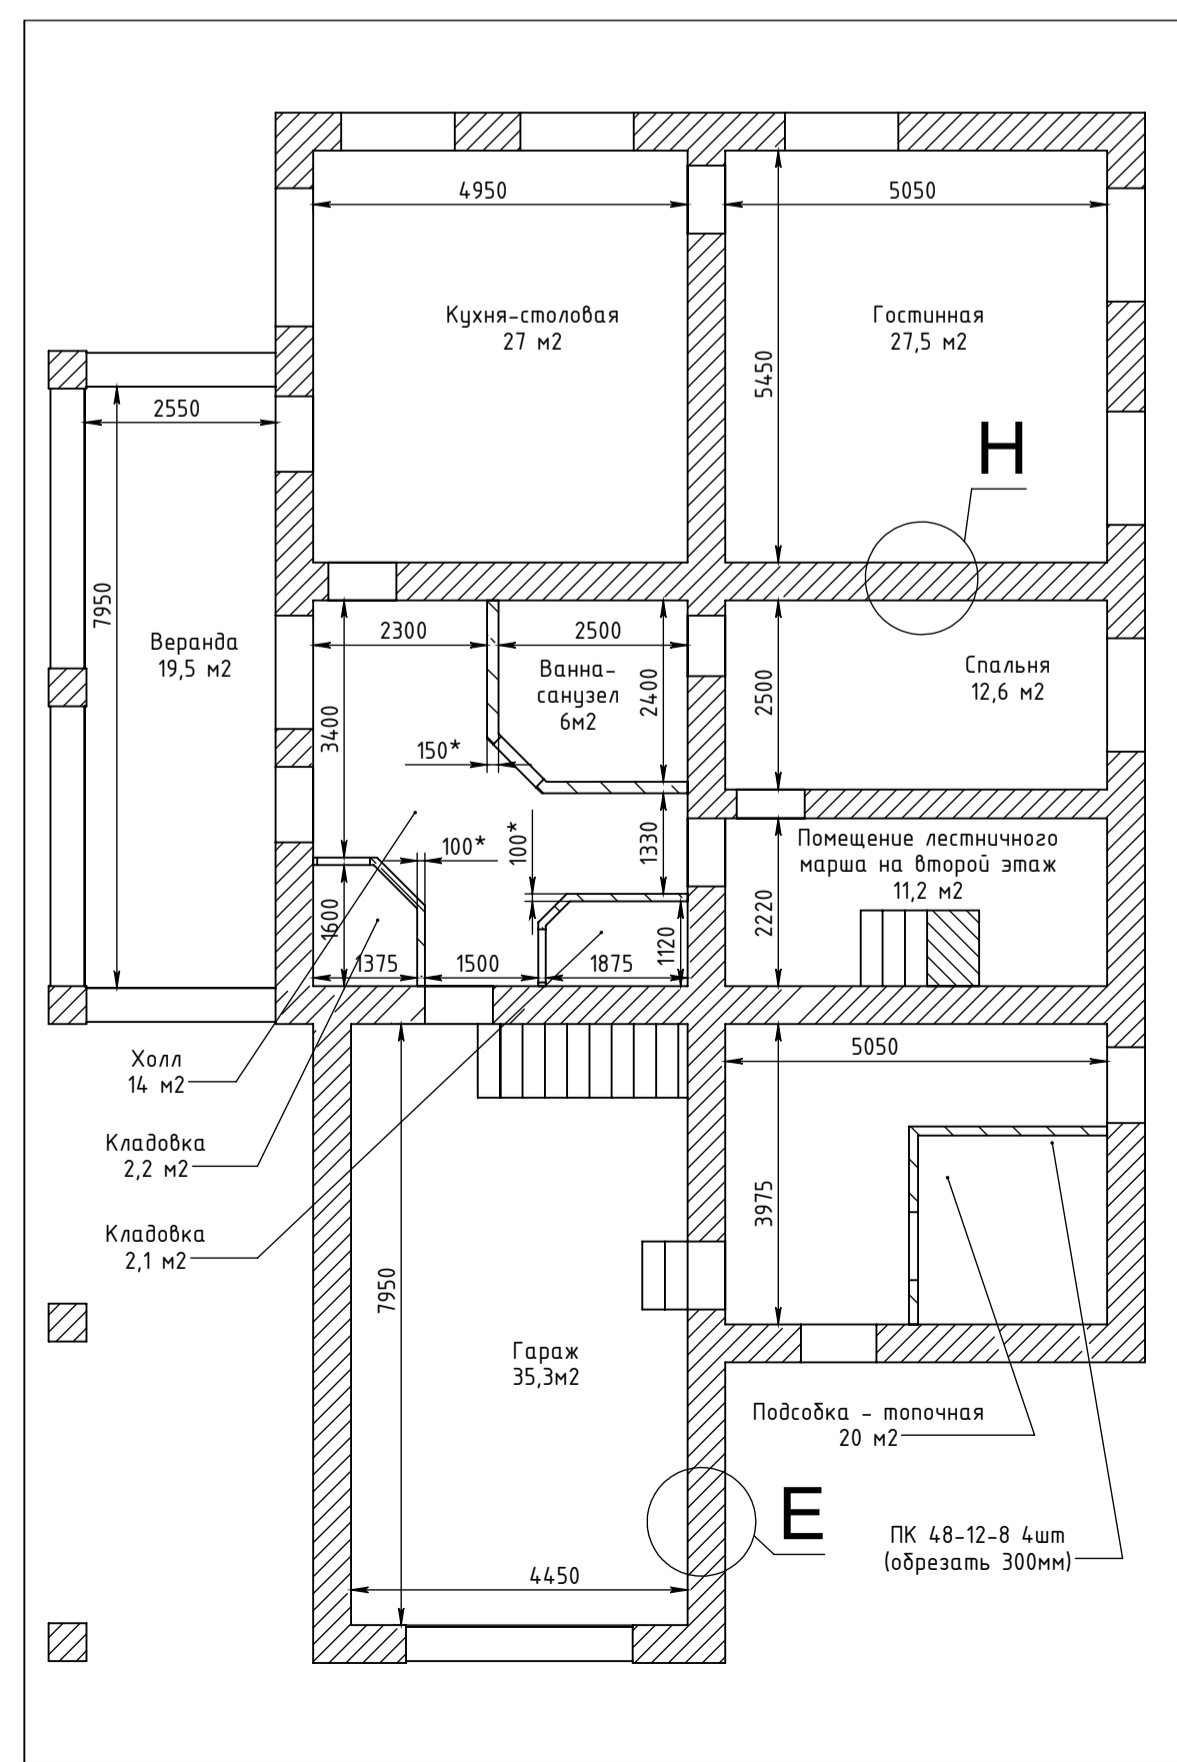 4950
5050
Кухня-столовая
27 м2
Гостинная
27,5 м2
5450
2550
Н
7950
Веранда
19,5 м2
2300
2500
Ванна-
санузел
6м2
2400
3400
150*
2500
Спальня
12,6 м2
100*
100*
1330
Помещение лестничного
марша на второй этаж
11,2 м2
2220
1600
1375
1500
1875
1120
Холл
14 м2
5050
Кладовка
2,2 м2
Кладовка
2,1 м2
3975
7950
Гараж
35,3м2
Подсобка - топочная
20 м2
Е
ПК 48-12-8 4шт
(обрезать 300мм)
4450